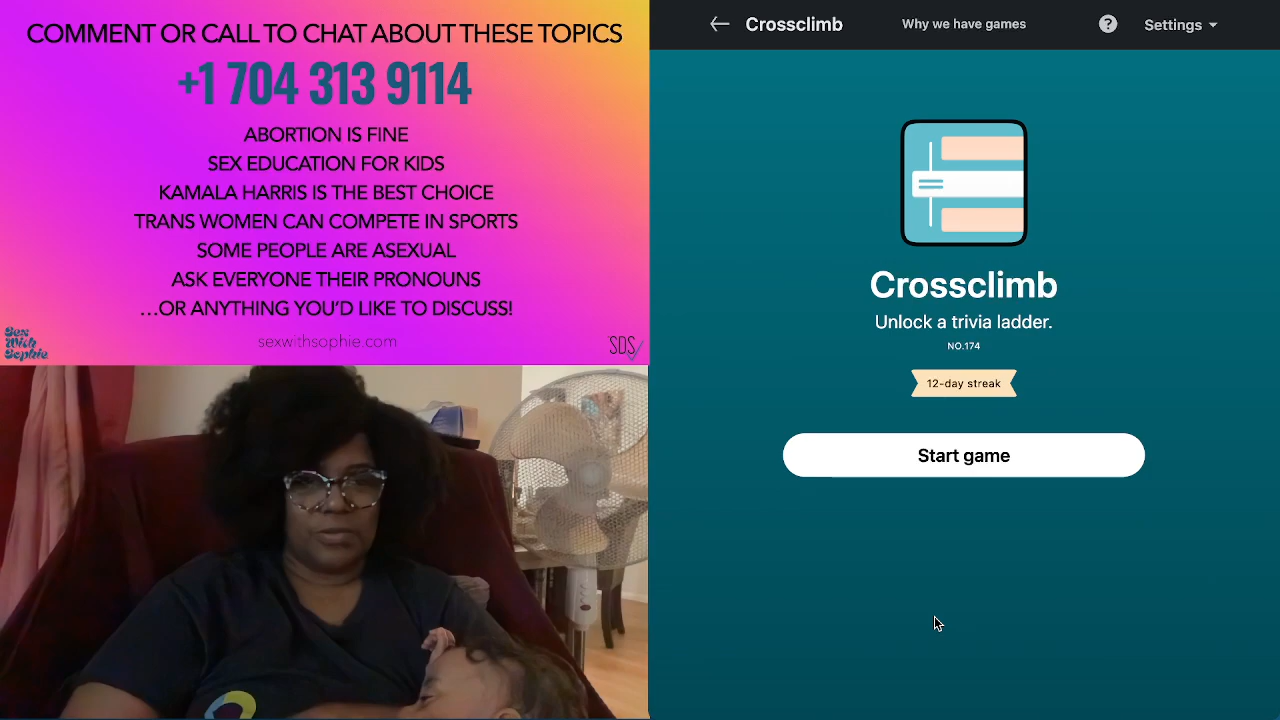 COMMENT OR CALL TO CHAT ABOUT THESE TOPICS
+1 704 313 9114
ABORTION IS FINE
SEX EDUCATION FOR KIDS
KAMALA HARRIS IS THE BEST CHOICE
TRANS WOMEN CAN COMPETE IN SPORTS
SOME PEOPLE ARE ASEXUAL
ASK EVERYONE THEIR PRONOUNS
...OR ANYTHING YOU'D LIKE TO DISCUSS!
sexwithsophie.com
Sex
With
Sophie
SDS
Crossclimb
Why we have games
?
Settings
Crossclimb
Unlock a trivia ladder.
NO.174
12-day streak
Start game